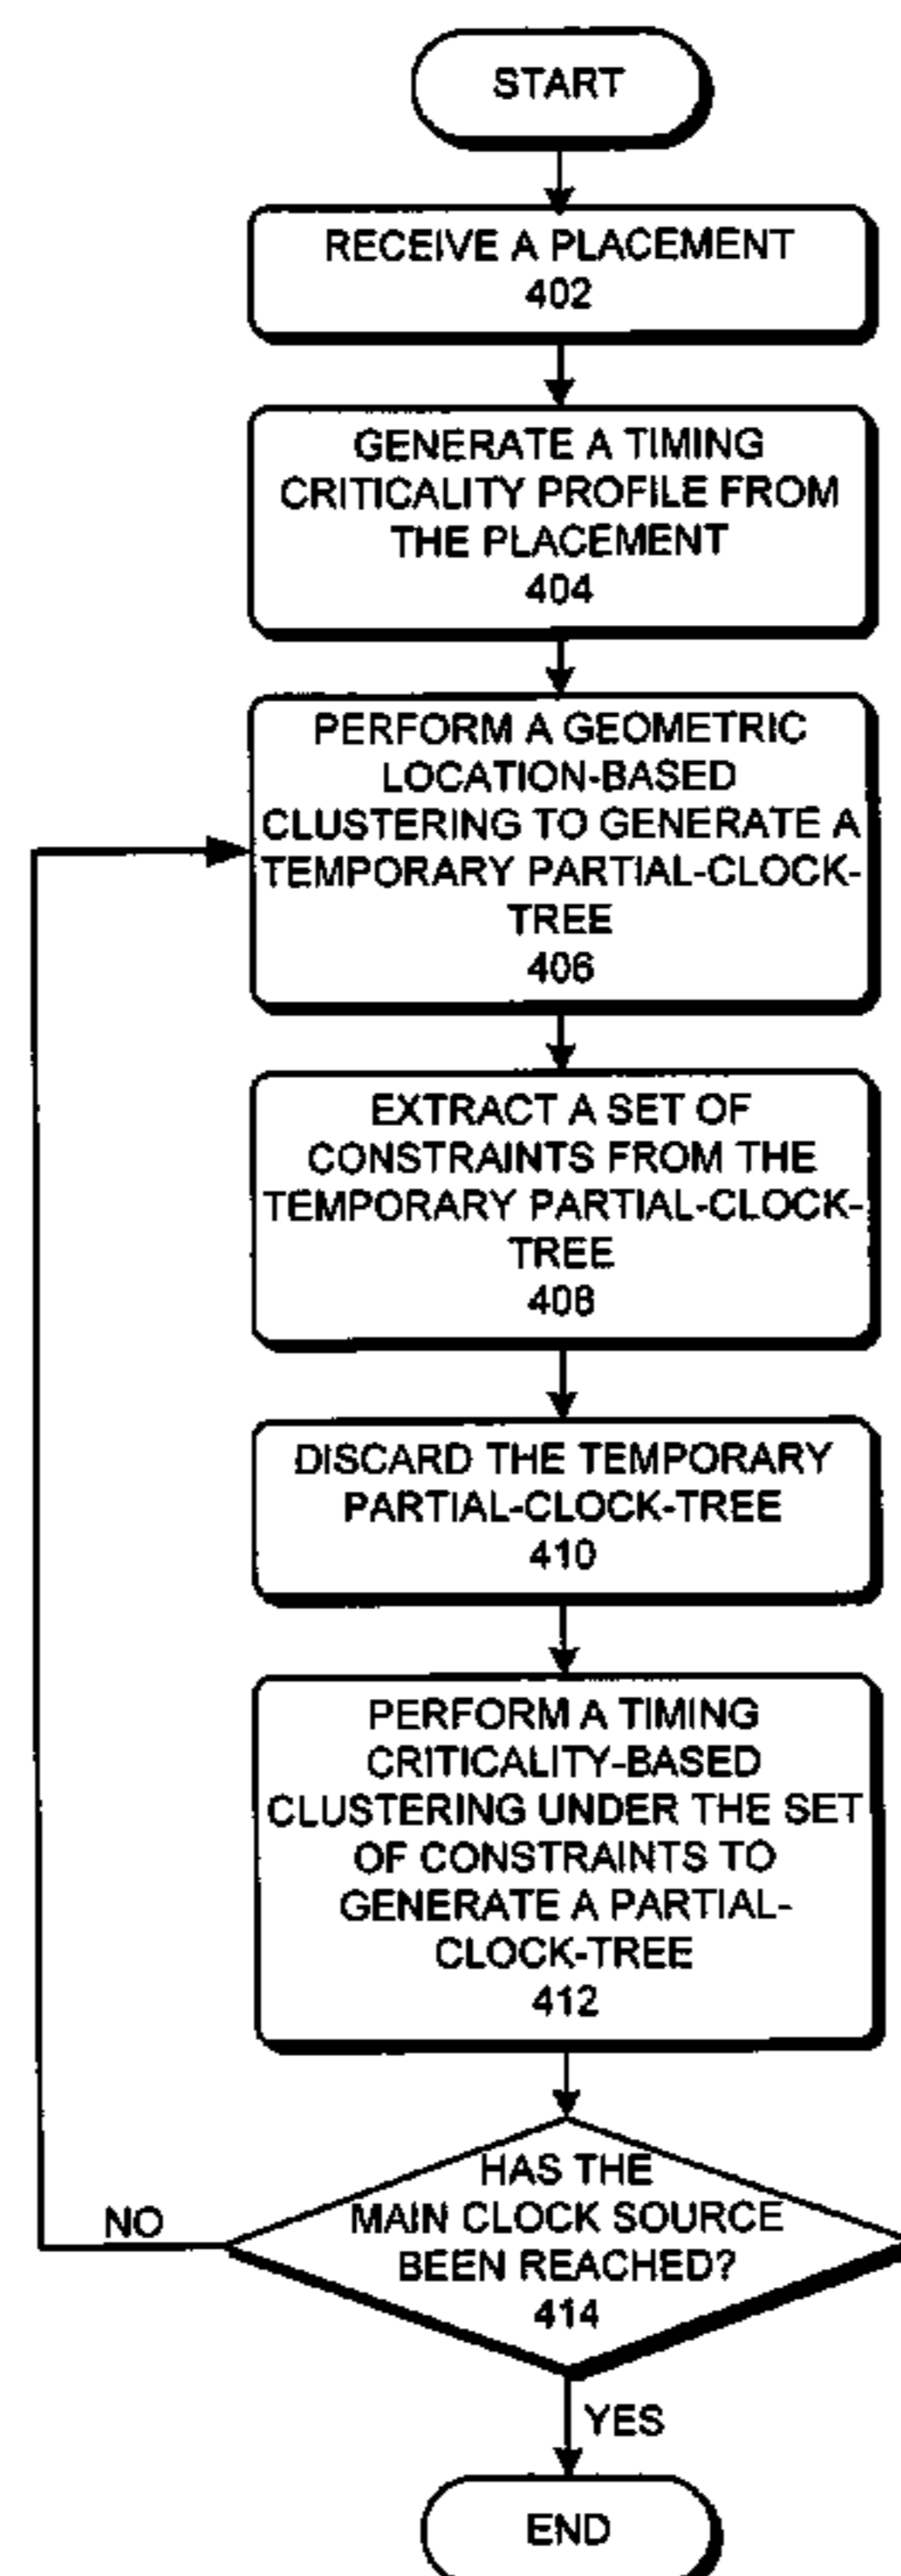 START
RECEIVE A PLACEMENT
402
GENERATE A TIMING
CRITICALITY PROFILE FROM
THE PLACEMENT
404
PERFORM A GEOMETRIC
LOCATION-BASED
CLUSTERING TO GENERATE A
TEMPORARY PARTIAL-CLOCK-
TREE
406
EXTRACT A SET OF
CONSTRAINTS FROM THE
TEMPORARY PARTIAL-CLOCK-
TREE
408
DISCARD THE TEMPORARY
PARTIAL-CLOCK-TREE
410
PERFORM A TIMING
CRITICALITY-BASED
CLUSTERING UNDER THE SET
OF CONSTRAINTS TO
GENERATE A PARTIAL-
CLOCK-TREE
412
HAS THE
MAIN CLOCK SOURCE
BEEN REACHED?
414
NO
YES
END